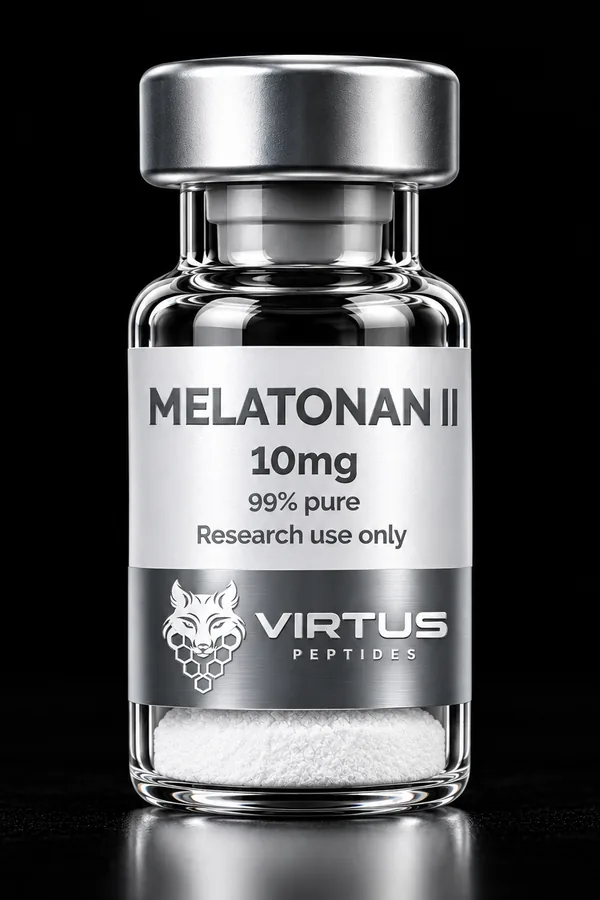 MELATONAN II
10mg
99% pure
Research use only
VIRTUS
PEPTIDES